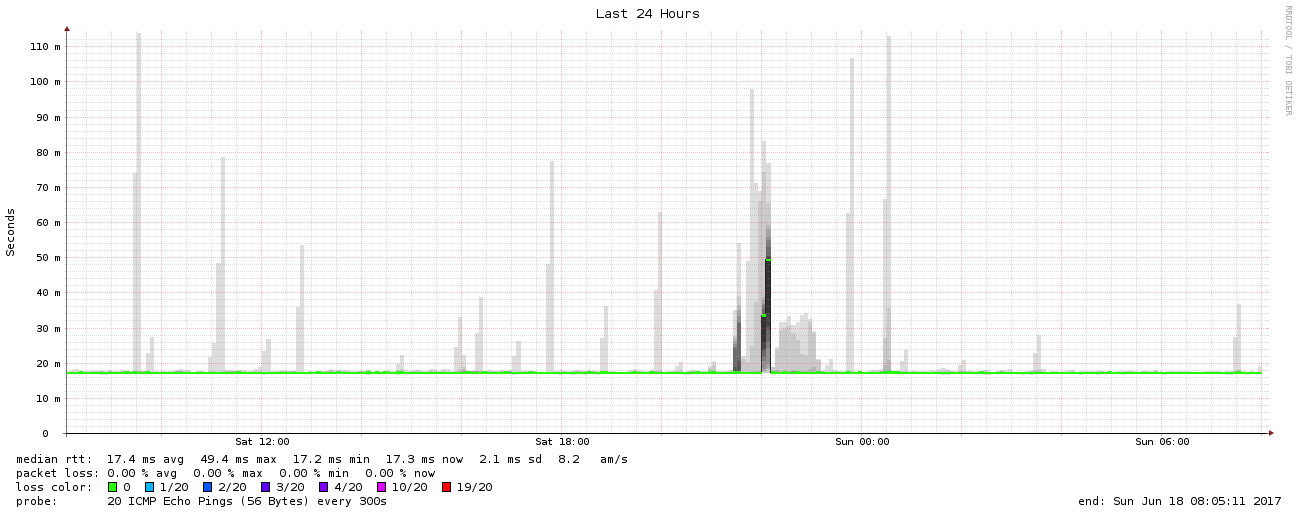 Last 24 Hours
RRDTOOL / TOBI OETIKER
Seconds
110 m
100 m
90 m
80 m
70 m
60 m
50 m
40 m
30 m
20 m
10 m
0
Sat 12:00 Sat 18:00 Sun 00:00 Sun 06:00
median rtt: 17.4 ms avg 49.4 ms max 17.2 ms min 17.3 ms now 2.1 ms sd 8.2 am/s
packet loss: 0.00 % avg 0.00 % max 0.00 % min 0.00 % now
loss color: 0 1/20 2/20 3/20 4/20 10/20 19/20
probe: 20 ICMP Echo Pings (56 Bytes) every 300s end: Sun Jun 18 08:05:11 2017